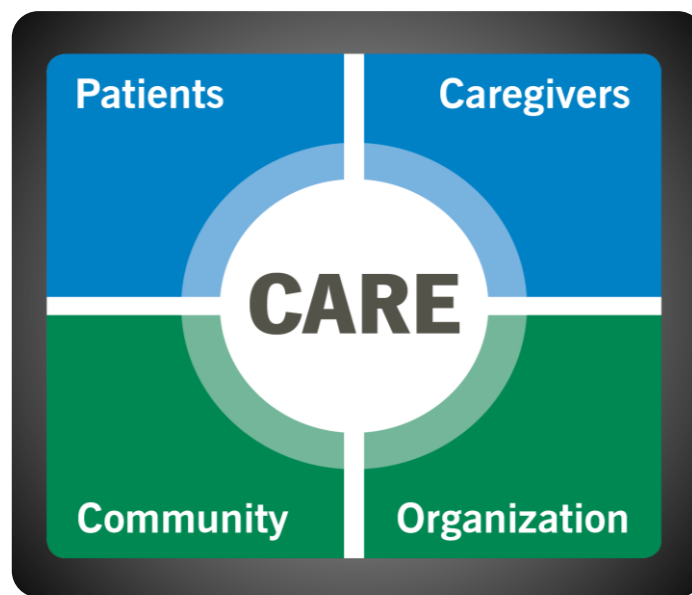 Patients
Caregivers
CARE
Community
Organization